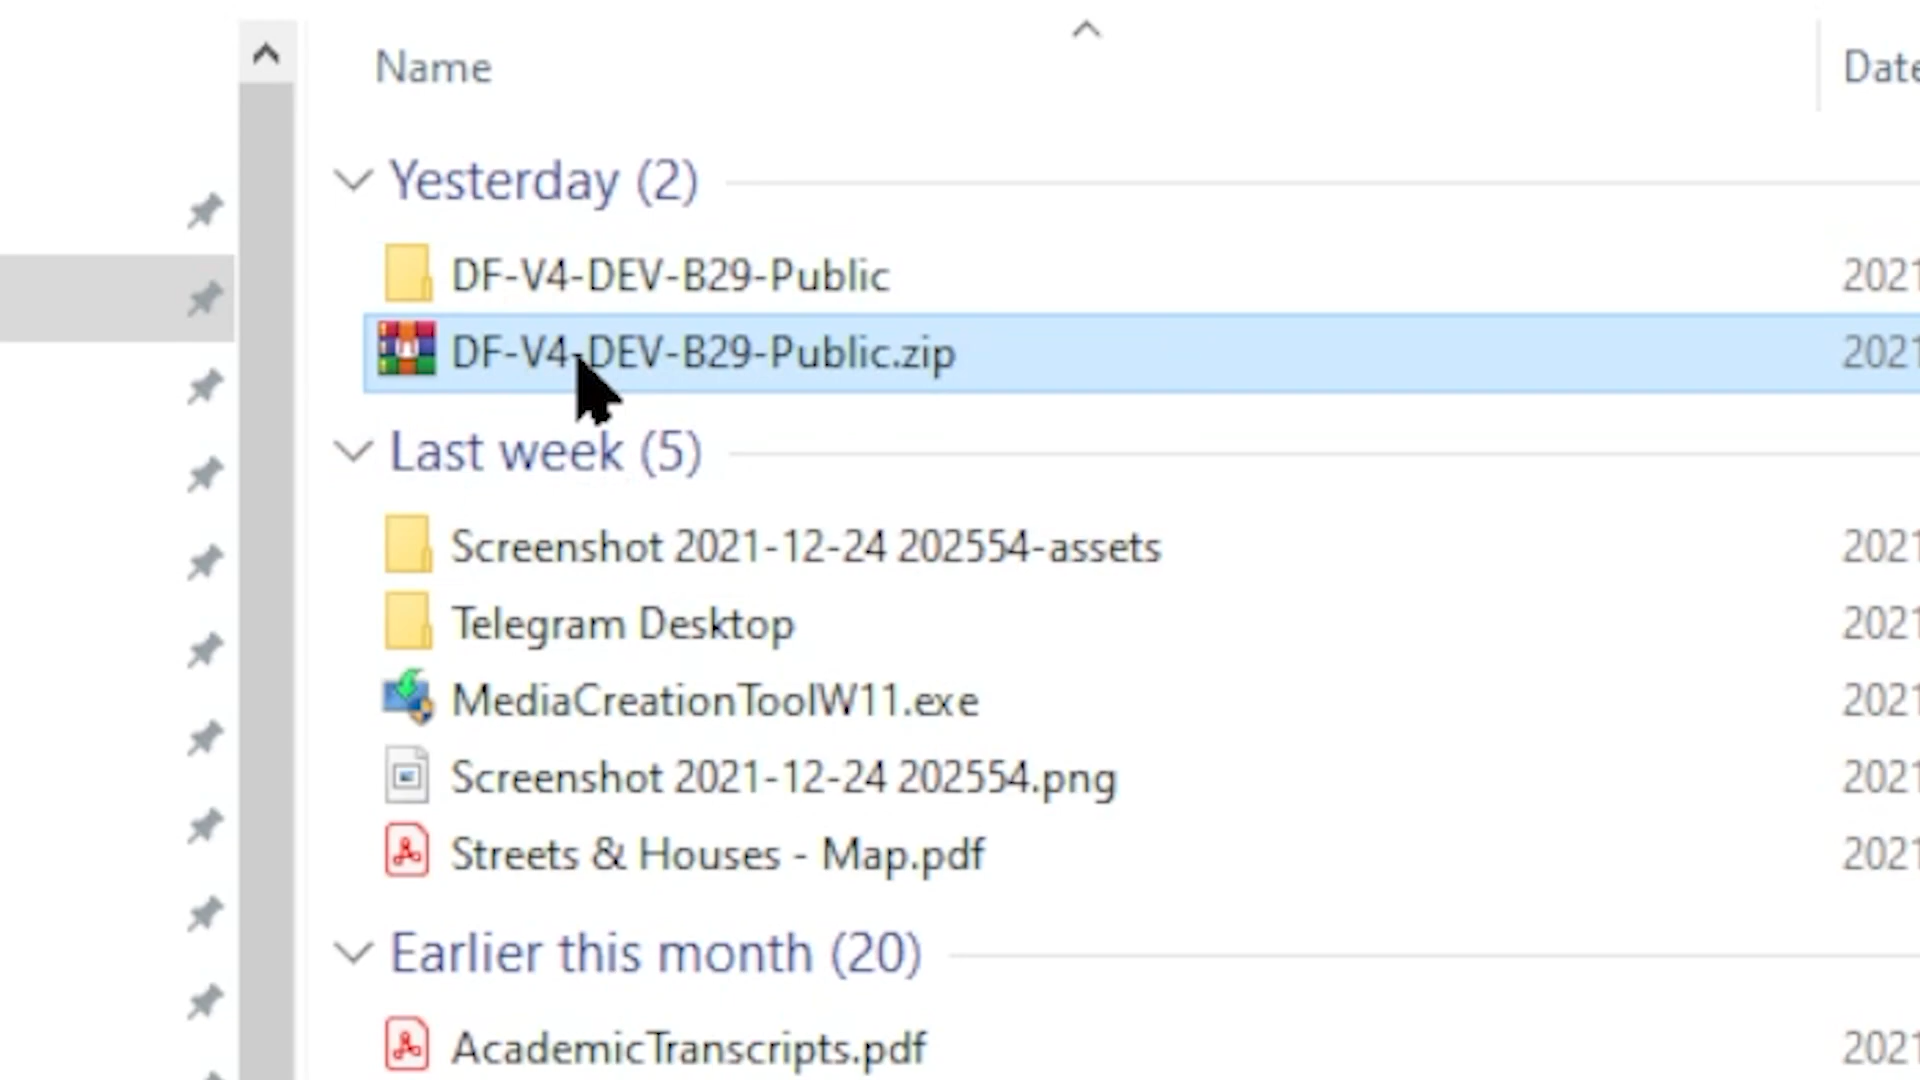 Name
Date
Yesterday (2)
DF-V4-DEV-B29-Public
2021
DF-V4-DEV-B29-Public.zip
2021
Last week (5)
Screenshot 2021-12-24 202554-assets
2021
Telegram Desktop
2021
MediaCreationToolW11.exe
2021
Screenshot 2021-12-24 202554.png
2021
Streets & Houses - Map.pdf
2021
Earlier this month (20)
AcademicTranscripts.pdf
2021